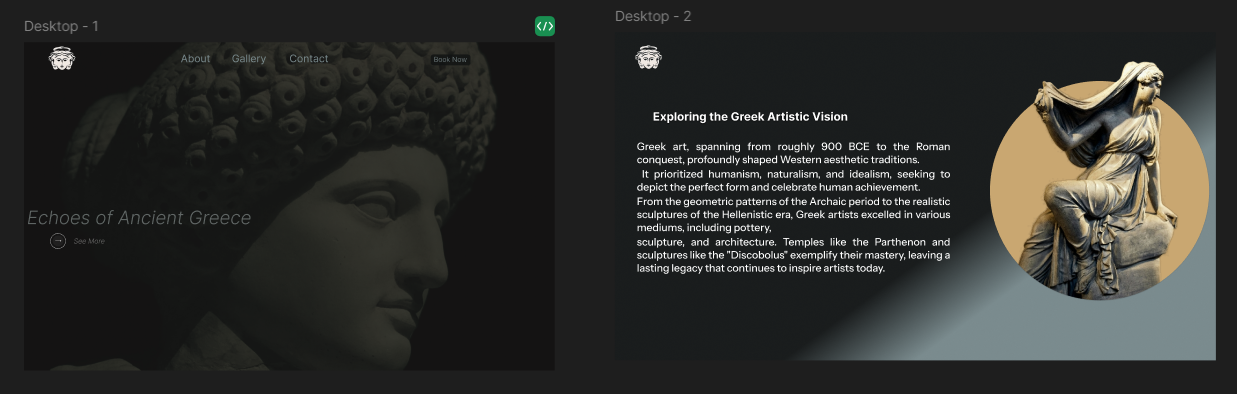 Desktop - 1
</>
About Gallery Contact Book Now
Echoes of Ancient Greece
See More
Desktop - 2
Exploring the Greek Artistic Vision
Greek art, spanning from roughly 900 BCE to the Roman
conquest, profoundly shaped Western aesthetic traditions.
It prioritized humanism, naturalism, and idealism, seeking to
depict the perfect form and celebrate human achievement.
From the geometric patterns of the Archaic period to the realistic
sculptures of the Hellenistic era, Greek artists excelled in various
mediums, including pottery,
sculpture, and architecture. Temples like the Parthenon and
sculptures like the "Discobolus" exemplify their mastery, leaving a
lasting legacy that continues to inspire artists today.